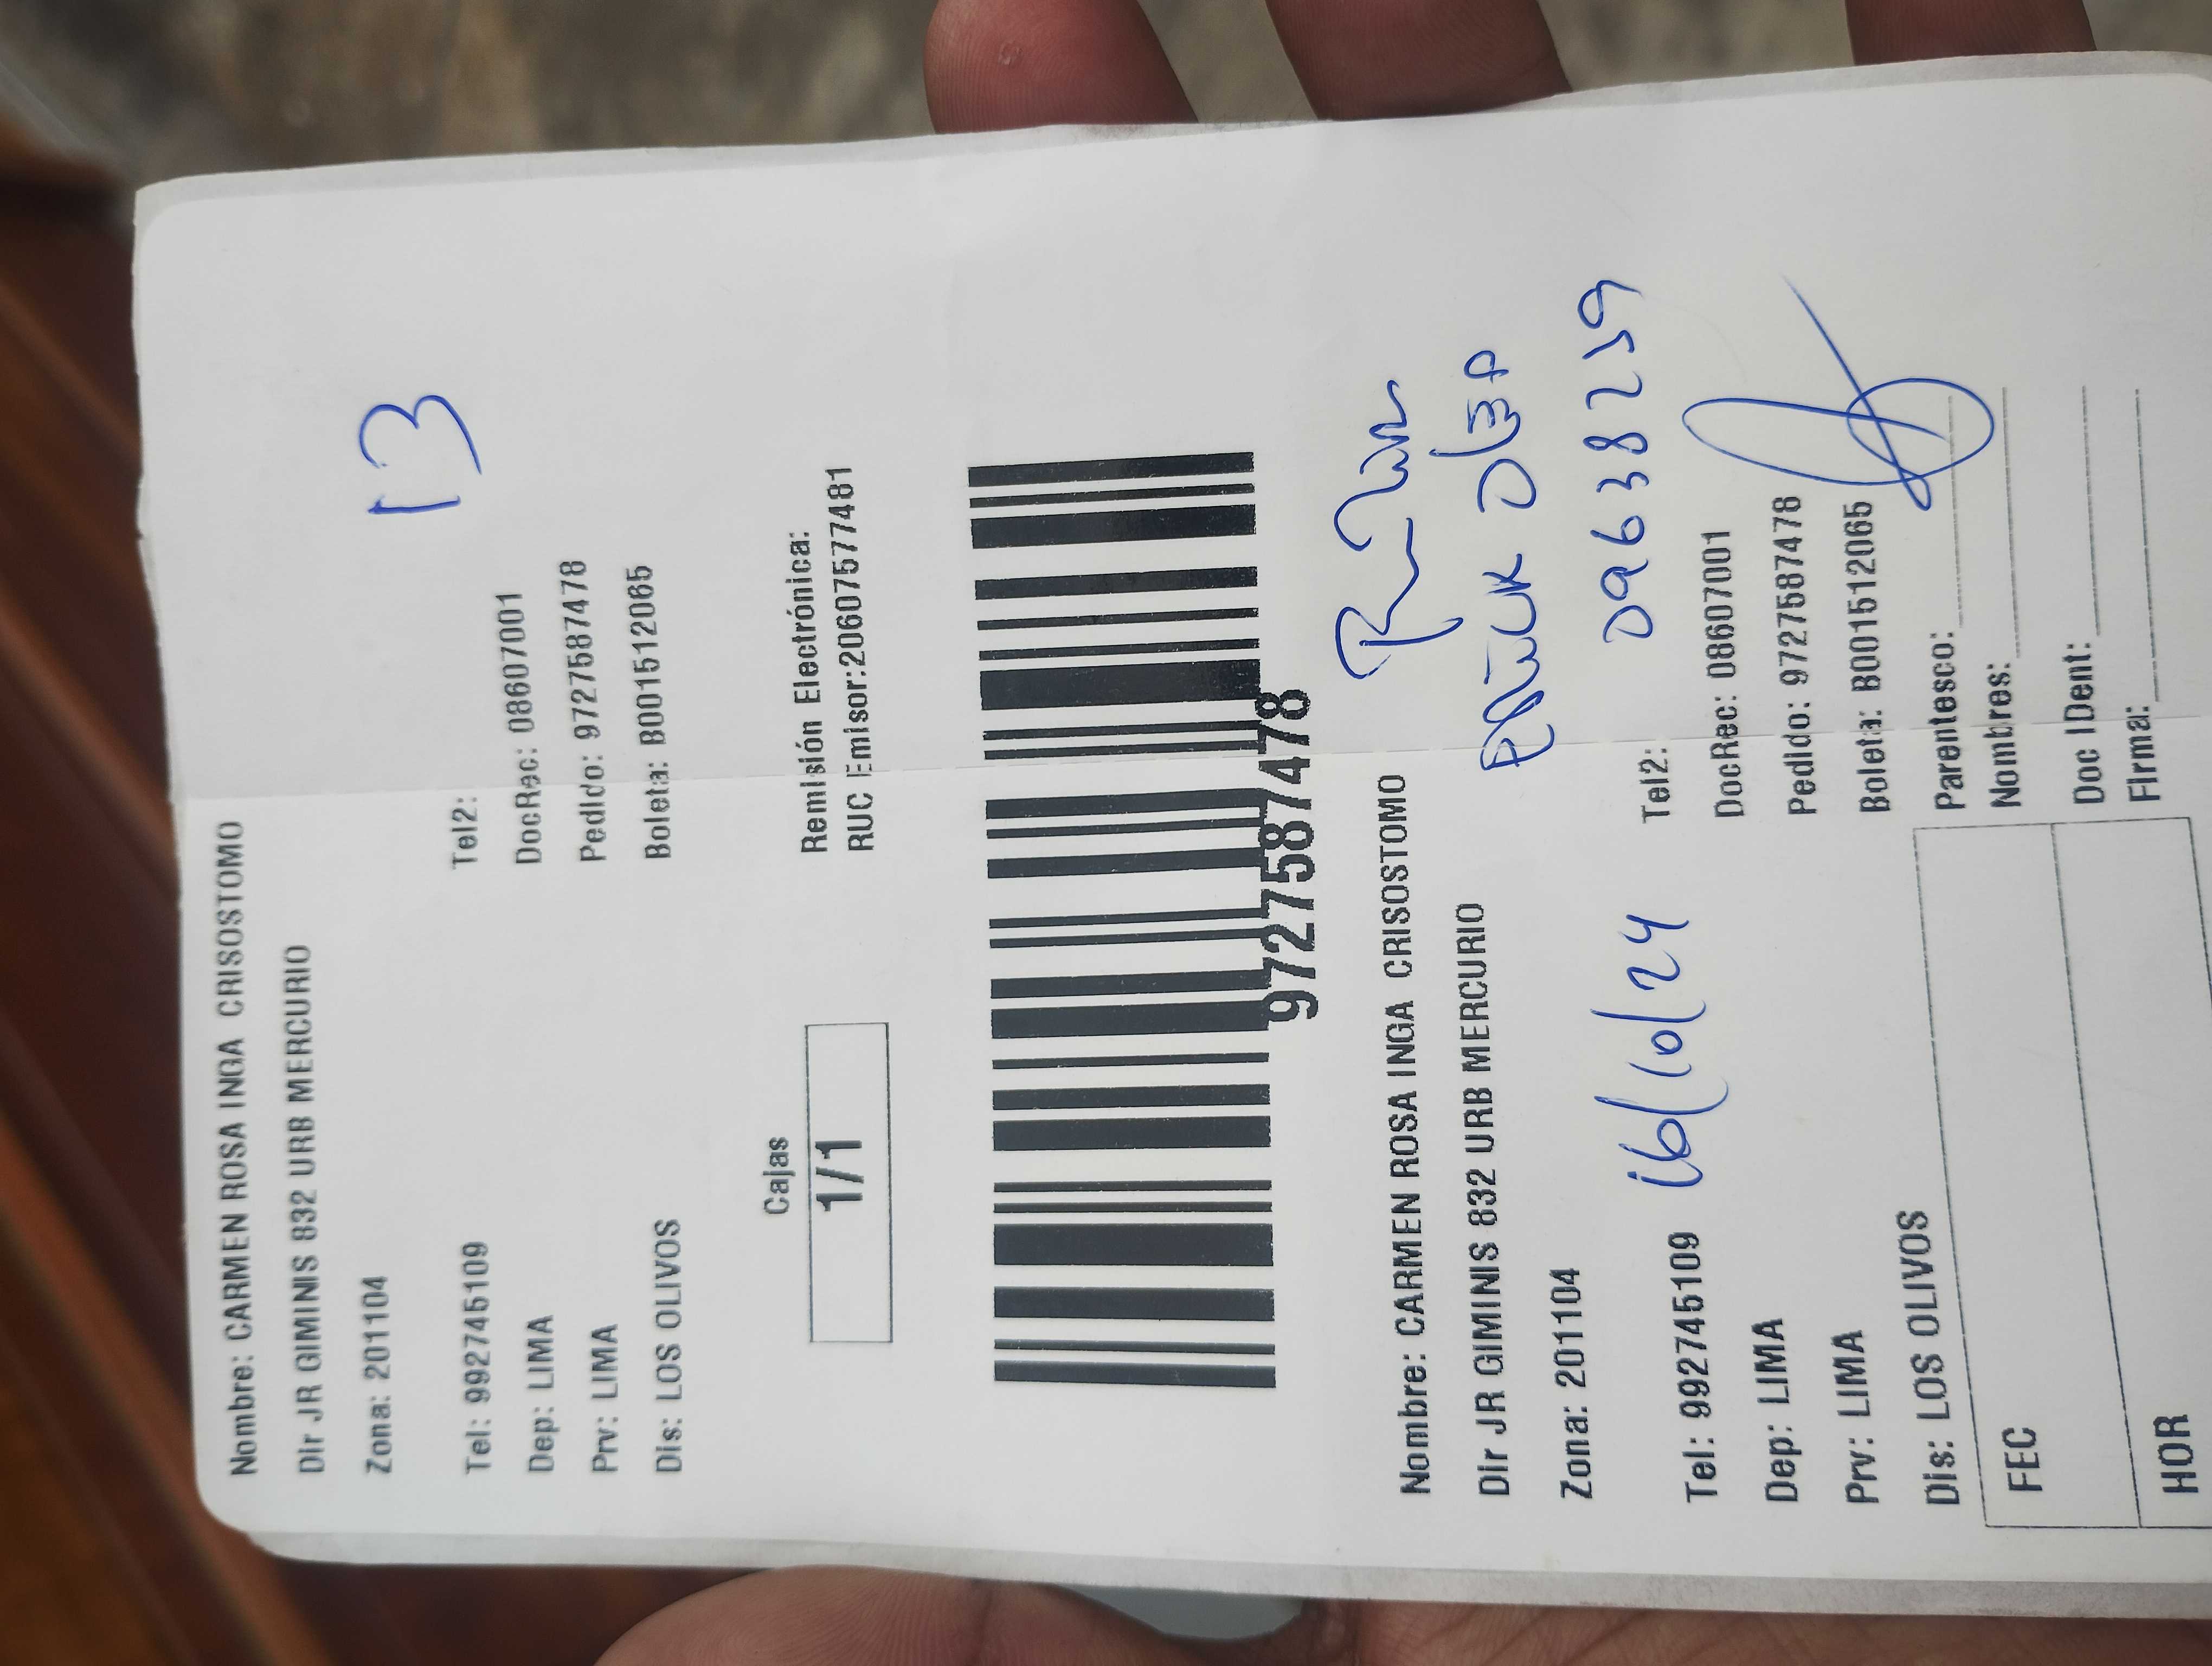 Nombre: CARMEN ROSA INGA CRISOSTOMO
Dir JR GIMINIS 832 URB MERCURIO
13
Zona: 201104
Tel: 992745109 Tel2:
Dep: LIMA DocRec: 08607001
Prv: LIMA Pedido: 9727587478
Dis: LOS OLIVOS Boleta: B001512065
Cajas Remisión Electrónica:
1/1 RUC Emisor:20607577481
9727587478
Nombre: CARMEN ROSA INGA CRISOSTOMO
Dir JR GIMINIS 832 URB MERCURIO
Zona: 201104
09638259
16/10/24
Tel: 992745109 Tel2:
Dep: LIMA DocRec: 08607001
Prv: LIMA Pedido: 9727587478
Dis: LOS OLIVOS Boleta: B001512065
FEC Parentesco:
Nombres:
HOR Doc IDent:
Firma: